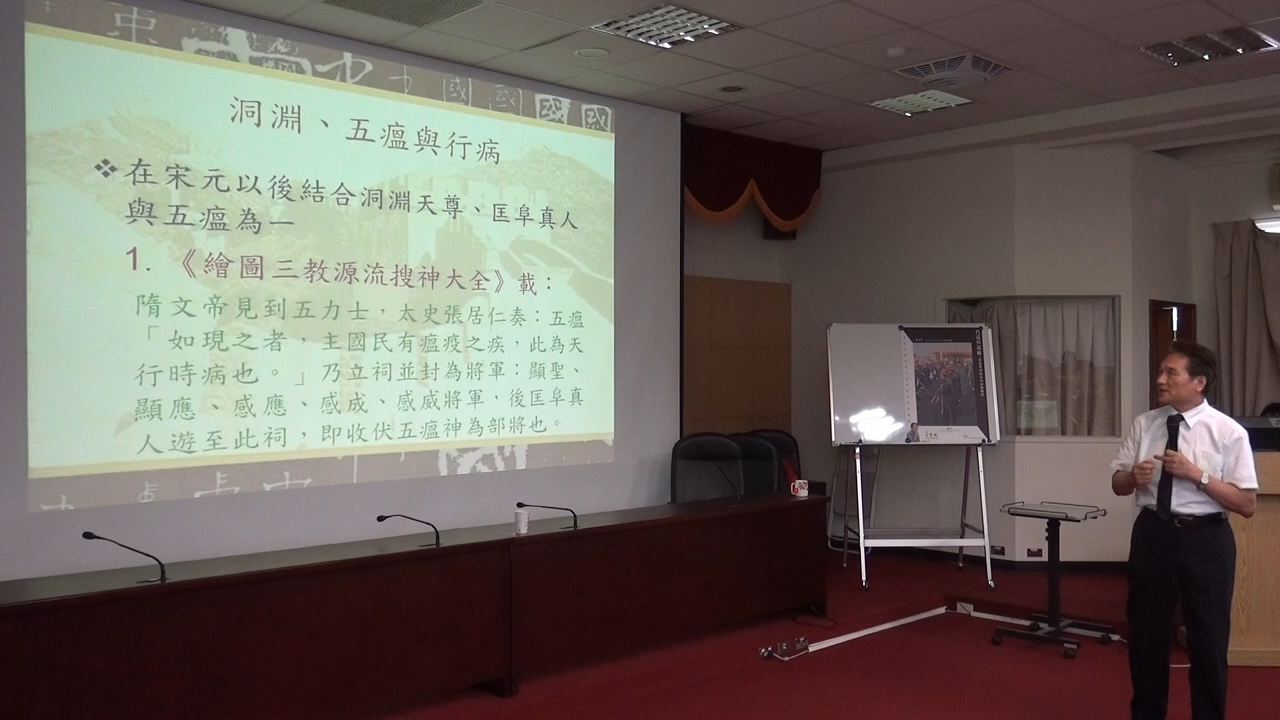 洞淵、五瘟與行病
在宋元以後結合洞淵天尊、匡阜真人
與五瘟為一
1. 《繪圖三教源流搜神大全》載：
隋文帝見到五力士，太史張居仁奏：五瘟
「如現之者，主國民有瘟疫之疾，此為天
行時病也。」乃立祠並封為將軍：顯聖、
顯應、感應、感成、感威將軍，後匡阜真
人遊至此祠，即收伏五瘟神為部將也。